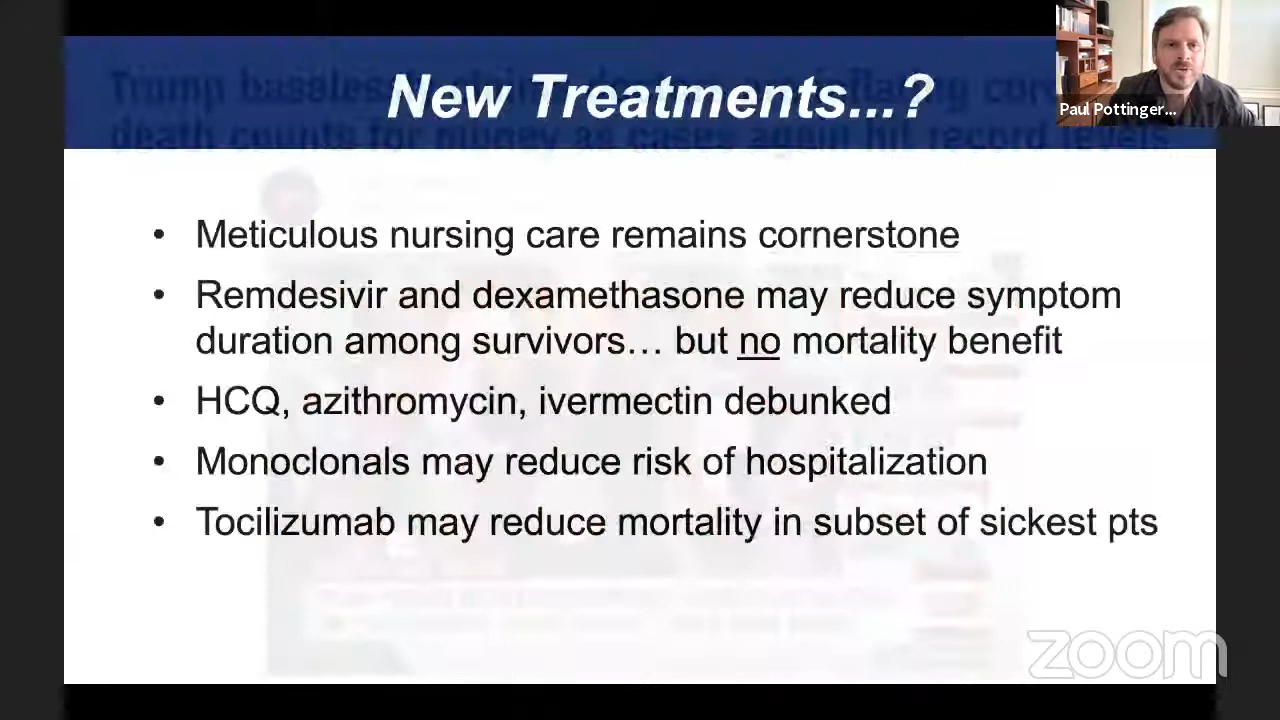 New Treatments...?
Paul Pottinger...
• Meticulous nursing care remains cornerstone
• Remdesivir and dexamethasone may reduce symptom
duration among survivors… but no mortality benefit
• HCQ, azithromycin, ivermectin debunked
• Monoclonals may reduce risk of hospitalization
• Tocilizumab may reduce mortality in subset of sickest pts
zoom